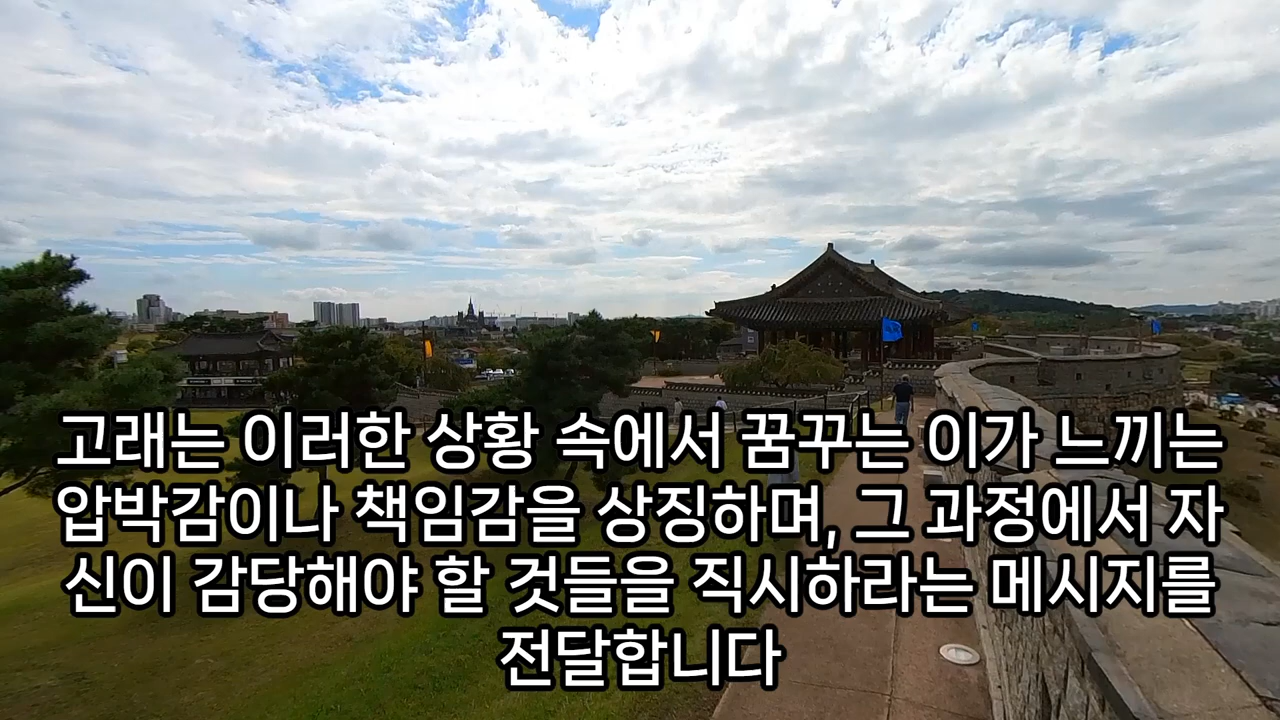 고래는 이러한 상황 속에서 꿈꾸는 이가 느끼는
압박감이나 책임감을 상징하며, 그 과정에서 자
신이 감당해야 할 것들을 직시하라는 메시지를
전달합니다